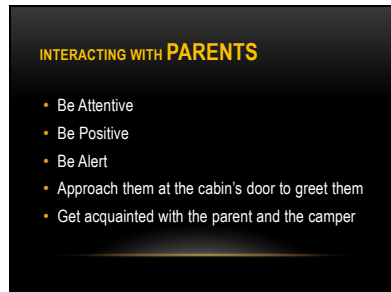 INTERACTING WITH PARENTS
• Be Attentive
• Be Positive
• Be Alert
• Approach them at the cabin's door to greet them
• Get acquainted with the parent and the camper